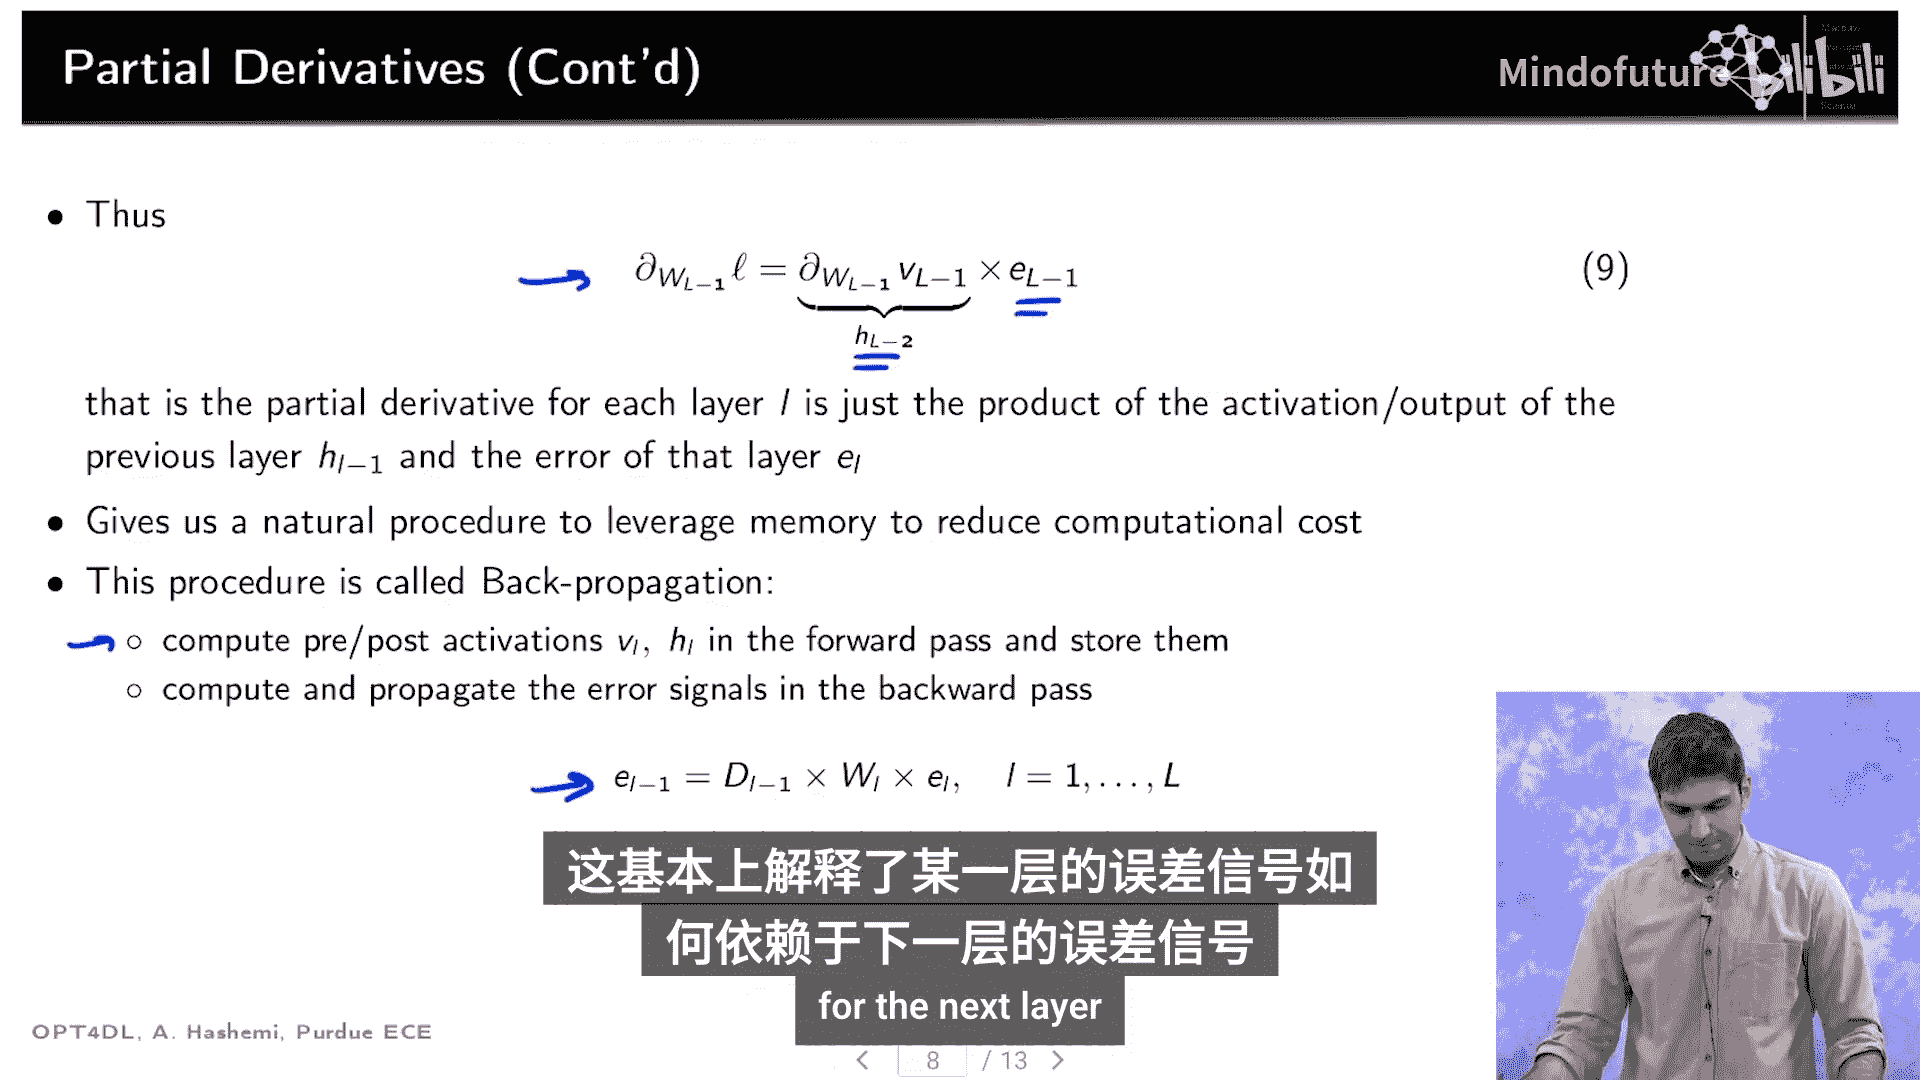 Partial Derivatives (Cont'd)
Mindofuture
bilibili
• Thus
∂_{W_{L−1}} ℓ = ∂_{W_{L−1}} v_{L−1} × e_{L−1} (9)
h_{L−2}
that is the partial derivative for each layer l is just the product of the activation/output of the
previous layer h_{l−1} and the error of that layer e_l
• Gives us a natural procedure to leverage memory to reduce computational cost
• This procedure is called Back-propagation:
○ compute pre/post activations v_l, h_l in the forward pass and store them
○ compute and propagate the error signals in the backward pass
e_{l−1} = D_{l−1} × W_l × e_l, l = 1, . . . , L
这基本上解释了某一层的误差信号如
何依赖于下一层的误差信号
for the next layer
OPT4DL, A. Hashemi, Purdue ECE
8 / 13